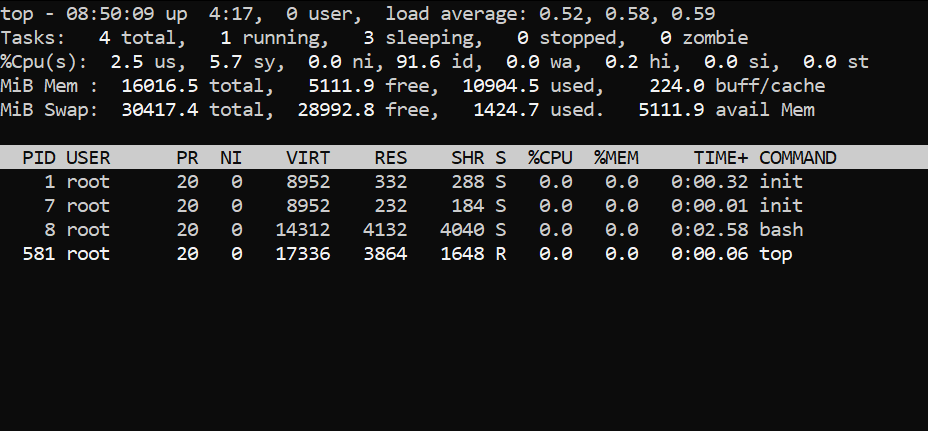 top - 08:50:09 up  4:17,  0 user,  load average: 0.52, 0.58, 0.59
Tasks:   4 total,   1 running,   3 sleeping,   0 stopped,   0 zombie
%Cpu(s):  2.5 us,  5.7 sy,  0.0 ni, 91.6 id,  0.0 wa,  0.2 hi,  0.0 si,  0.0 st
MiB Mem :  16016.5 total,   5111.9 free,  10904.5 used,    224.0 buff/cache
MiB Swap:  30417.4 total,  28992.8 free,   1424.7 used.   5111.9 avail Mem
  PID USER      PR  NI    VIRT    RES    SHR S  %CPU  %MEM     TIME+ COMMAND
    1 root      20   0    8952    332    288 S   0.0   0.0   0:00.32 init
    7 root      20   0    8952    232    184 S   0.0   0.0   0:00.01 init
    8 root      20   0   14312   4132   4040 S   0.0   0.0   0:02.58 bash
  581 root      20   0   17336   3864   1648 R   0.0   0.0   0:00.06 top